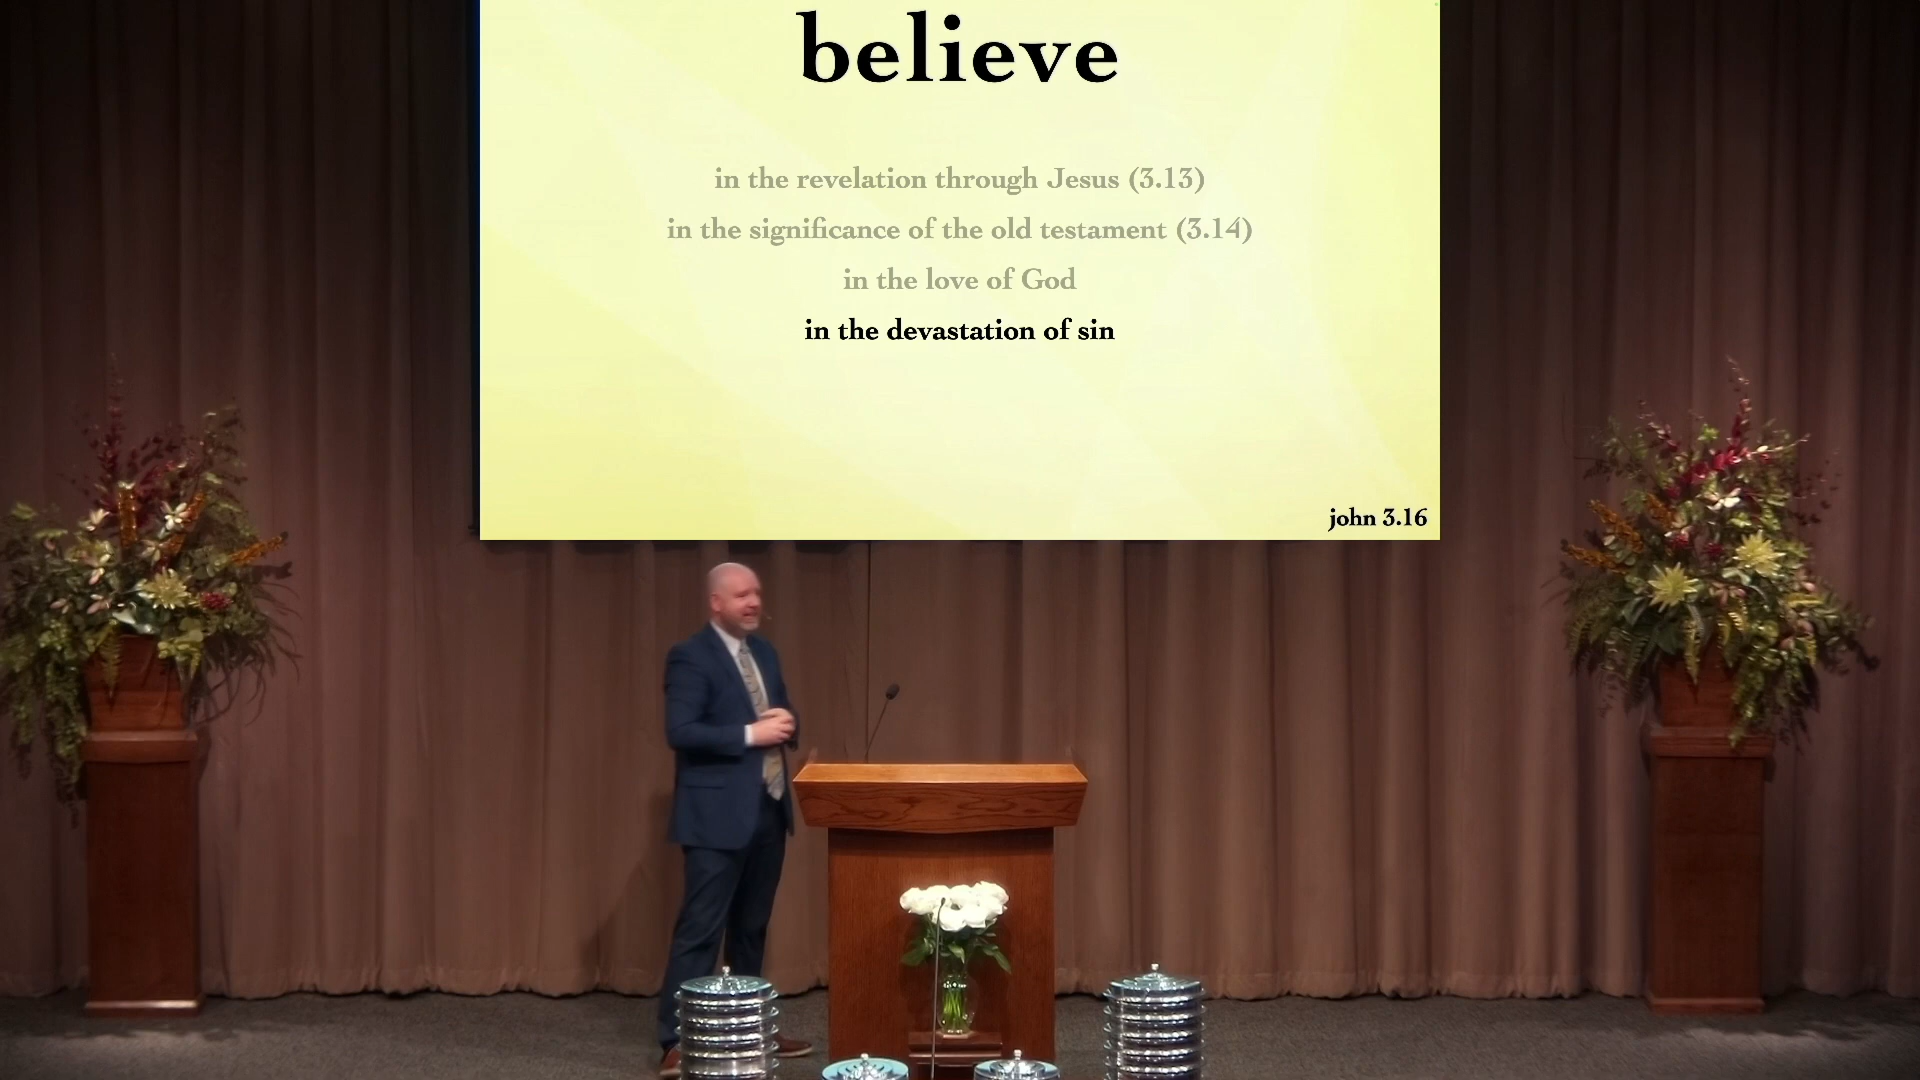 believe
in the revelation through Jesus (3.13)
in the significance of the old testament (3.14)
in the love of God
in the devastation of sin
john 3.16